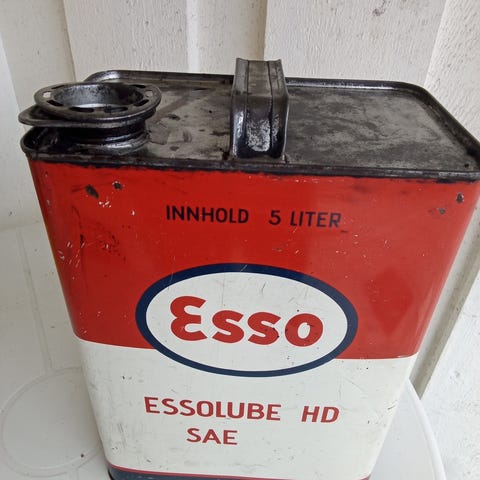 INNHOLD 5 LITER
Esso
ESSOLUBE HD
SAE